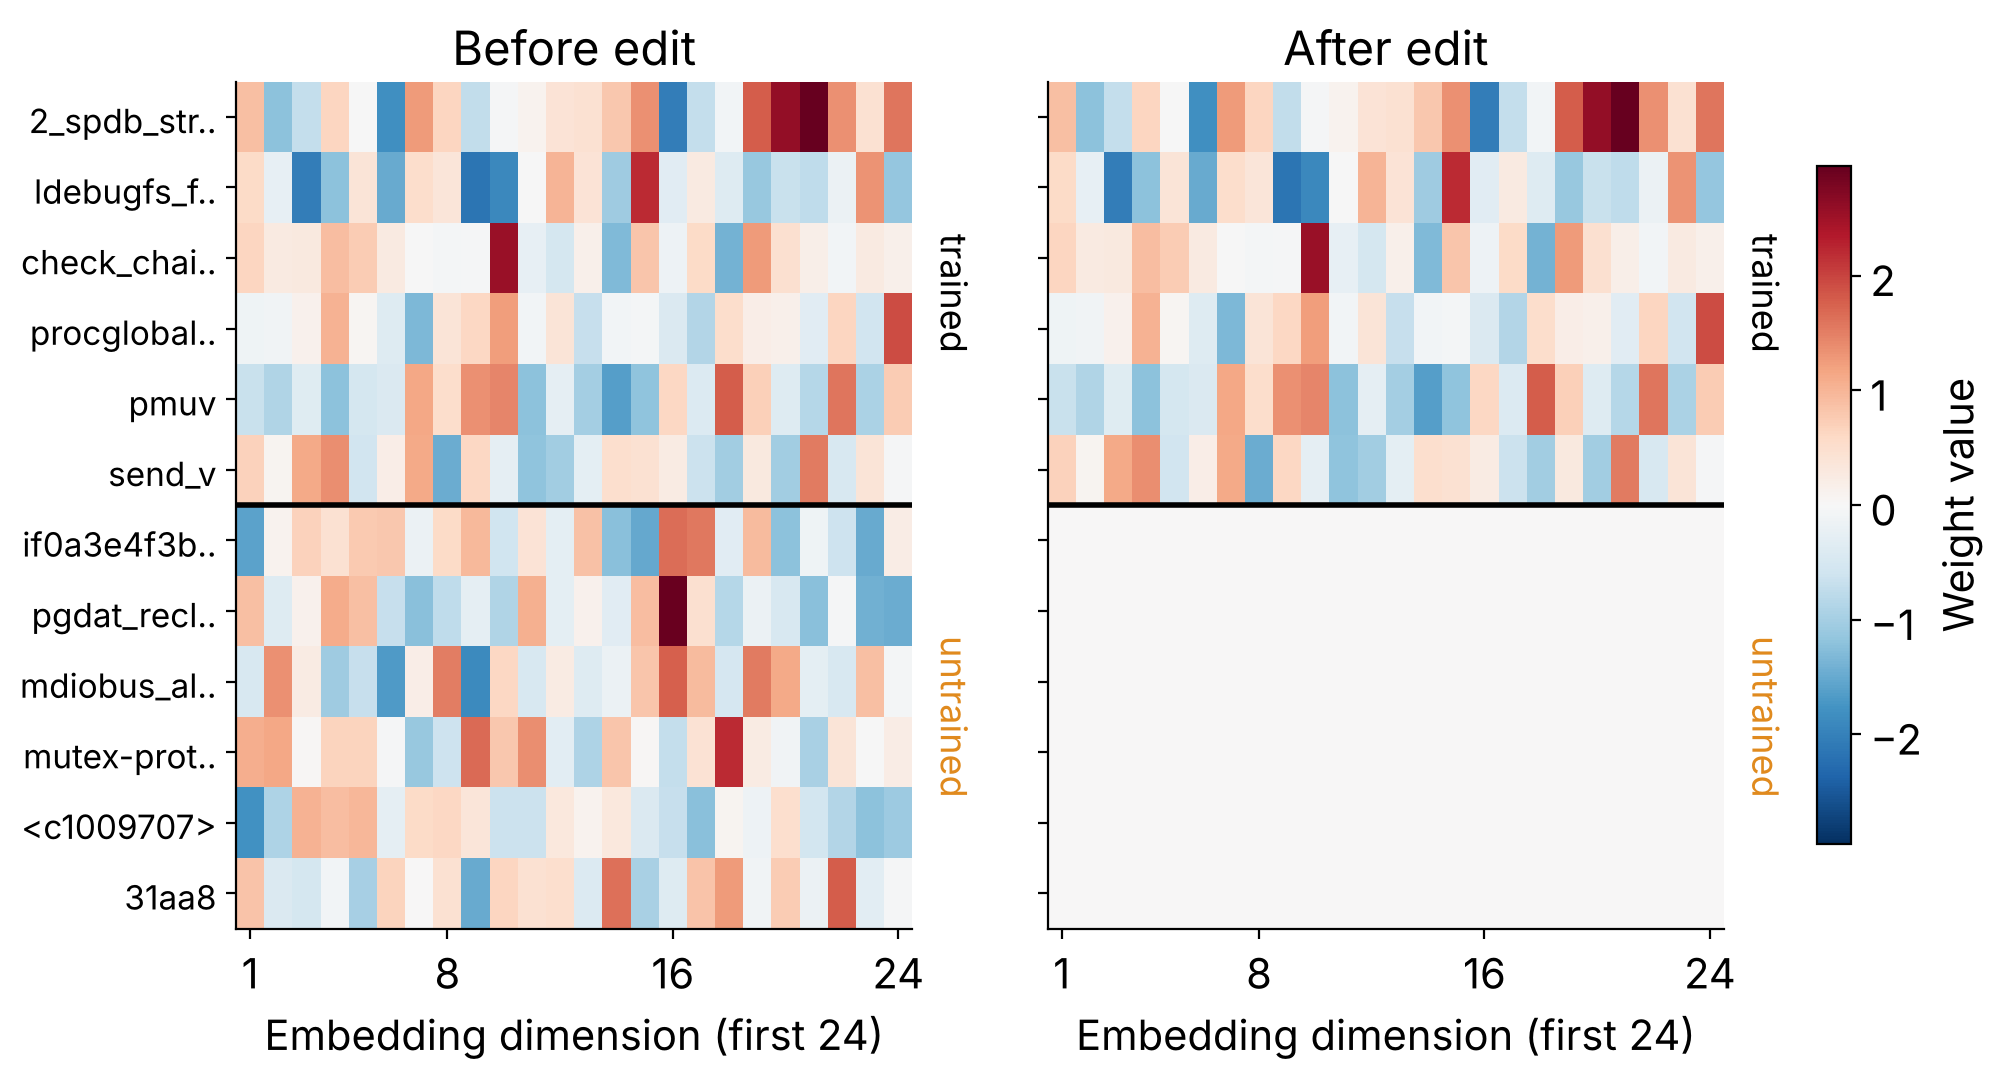 Before edit
After edit
2_spdb_str..
ldebugfs_f..
check_chai..
procglobal..
pmuv
send_v
if0a3e4f3b..
pgdat_recl..
mdiobus_al..
mutex-prot..
<c1009707>
31aa8
trained
untrained
trained
untrained
1 8 16 24
1 8 16 24
Embedding dimension (first 24)
Embedding dimension (first 24)
2
1
0
−1
−2
Weight value